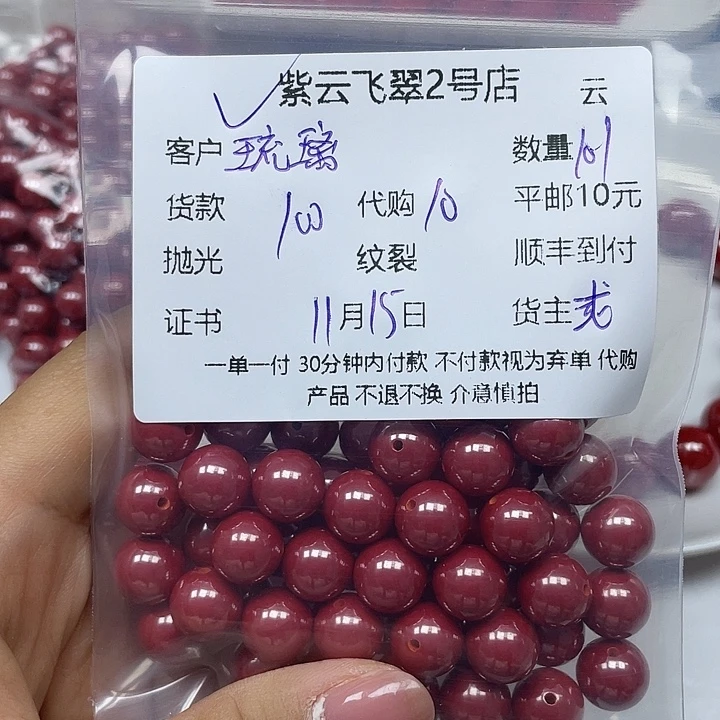 紫云飞翠2号店 云
客户 琉璃 数量 101
货款 100 代购 10 平邮10元
抛光 纹裂 顺丰到付
证书 11月15日 货主
一单一付 30分钟内付款 不付款视为弃单 代购
产品 不退不换 介意慎拍